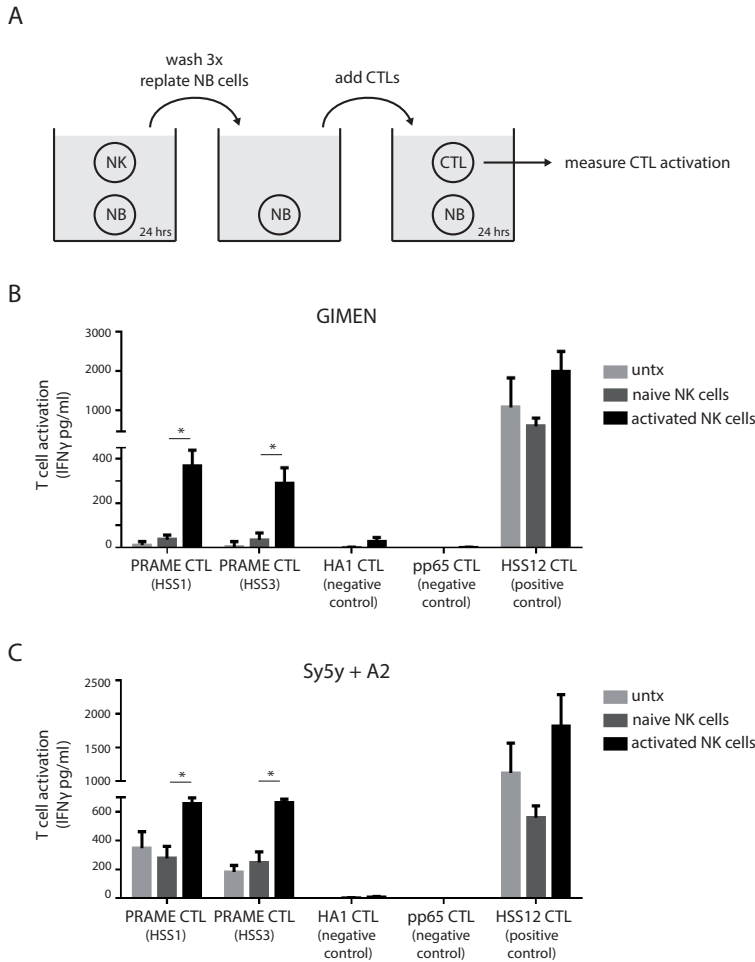 A
wash 3x
replate NB cells
add CTLs
NK
NB
24 hrs
NB
CTL
NB
24 hrs
measure CTL activation
B
GIMEN
T cell activation
(IFNγ pg/ml)
3000
2000
1000
400
200
0
*
*
untx
naive NK cells
activated NK cells
PRAME CTL
(HSS1)
PRAME CTL
(HSS3)
HA1 CTL
(negative
control)
pp65 CTL
(negative
control)
HSS12 CTL
(positive
control)
C
Sy5y + A2
T cell activation
(IFNγ pg/ml)
2500
2000
1500
1000
600
400
200
0
*
*
untx
naive NK cells
activated NK cells
PRAME CTL
(HSS1)
PRAME CTL
(HSS3)
HA1 CTL
(negative
control)
pp65 CTL
(negative
control)
HSS12 CTL
(positive
control)